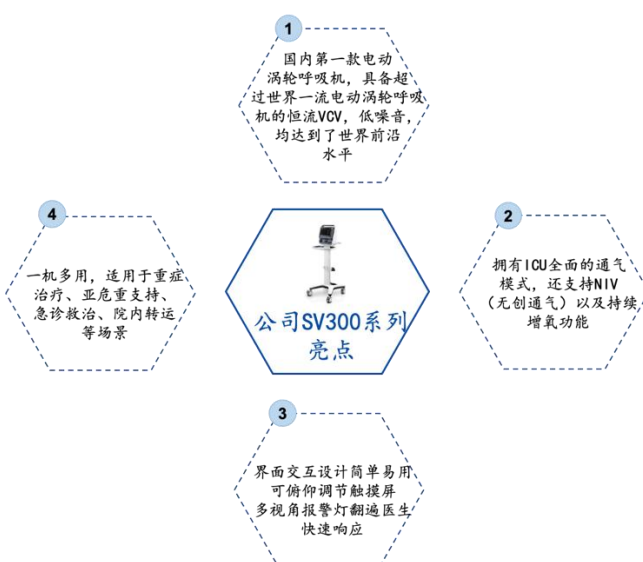 1
国内第一款电动
涡轮呼吸机，具备超
过世界一流电动涡轮呼吸
机的恒流VCV，低噪音，
均达到了世界前沿
水平
2
拥有ICU全面的通气
模式，还支持NIV
（无创通气）以及持续
增氧功能
3
界面交互设计简单易用
可俯仰调节触摸屏
多视角报警灯翻遍医生
快速响应
4
一机多用，适用于重症
治疗、亚危重支持、
急诊救治、院内转运
等场景
公司SV300系列
亮点